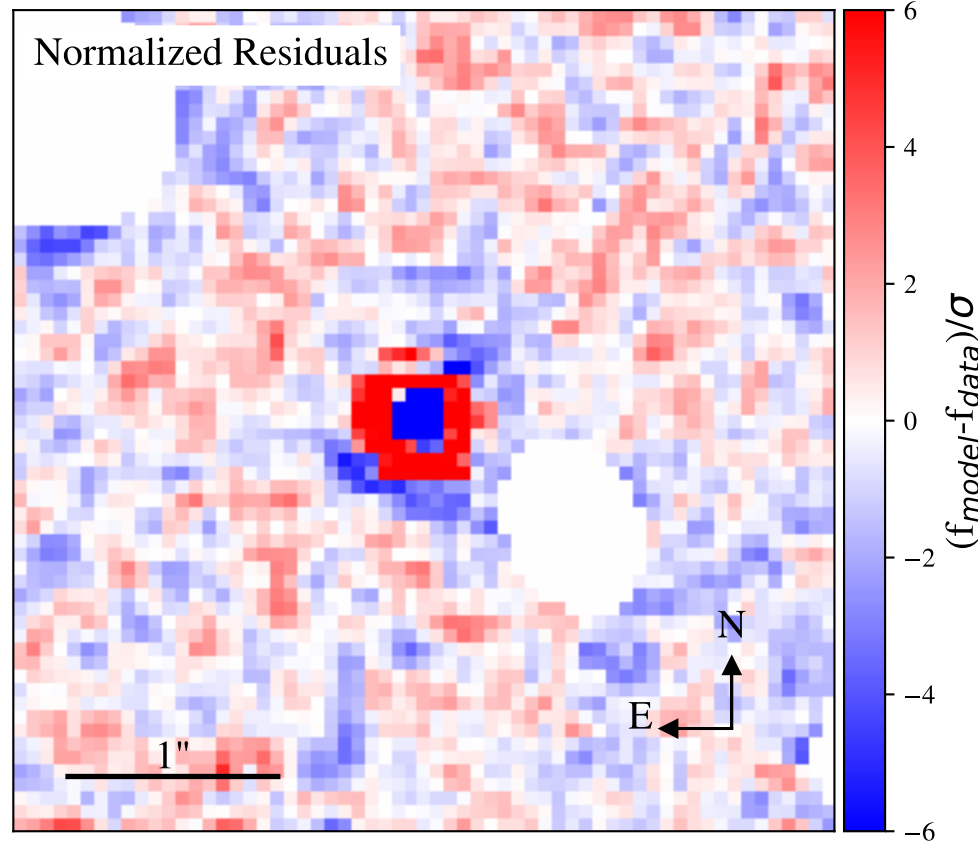 Normalized Residuals
6
4
2
0
−2
−4
−6
(f_model-f_data)/σ
N
E
1"